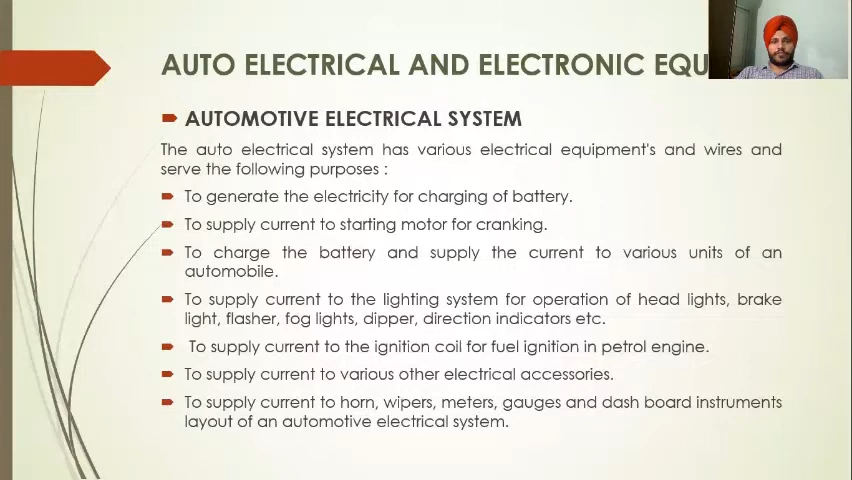 AUTO ELECTRICAL AND ELECTRONIC EQU
AUTOMOTIVE ELECTRICAL SYSTEM
The auto electrical system has various electrical equipment's and wires and
serve the following purposes :
To generate the electricity for charging of battery.
To supply current to starting motor for cranking.
To charge the battery and supply the current to various units of an
automobile.
To supply current to the lighting system for operation of head lights, brake
light, flasher, fog lights, dipper, direction indicators etc.
To supply current to the ignition coil for fuel ignition in petrol engine.
To supply current to various other electrical accessories.
To supply current to horn, wipers, meters, gauges and dash board instruments
layout of an automotive electrical system.